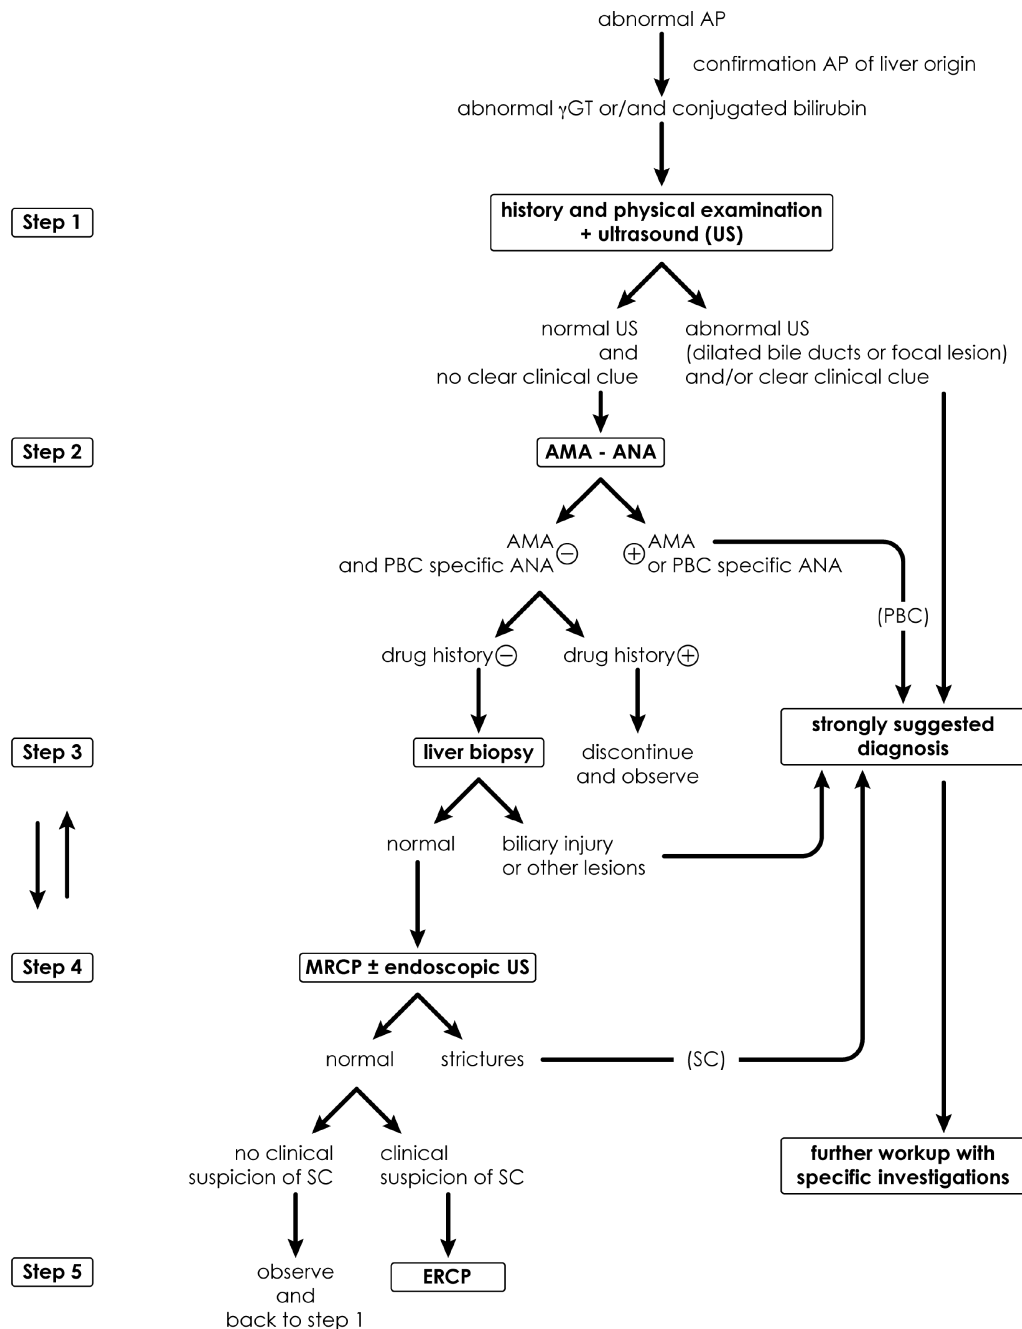 abnormal AP
confirmation AP of liver origin
abnormal γGT or/and conjugated bilirubin
Step 1
history and physical examination
+ ultrasound (US)
normal US
and
no clear clinical clue
abnormal US
(dilated bile ducts or focal lesion)
and/or clear clinical clue
Step 2
AMA - ANA
AMA
and PBC specific ANA
−
+
AMA
or PBC specific ANA
(PBC)
drug history −
drug history +
Step 3
liver biopsy
discontinue
and observe
strongly suggested
diagnosis
normal
biliary injury
or other lesions
Step 4
MRCP ± endoscopic US
normal
strictures
(SC)
no clinical
suspicion of SC
clinical
suspicion of SC
further workup with
specific investigations
Step 5
observe
and
back to step 1
ERCP